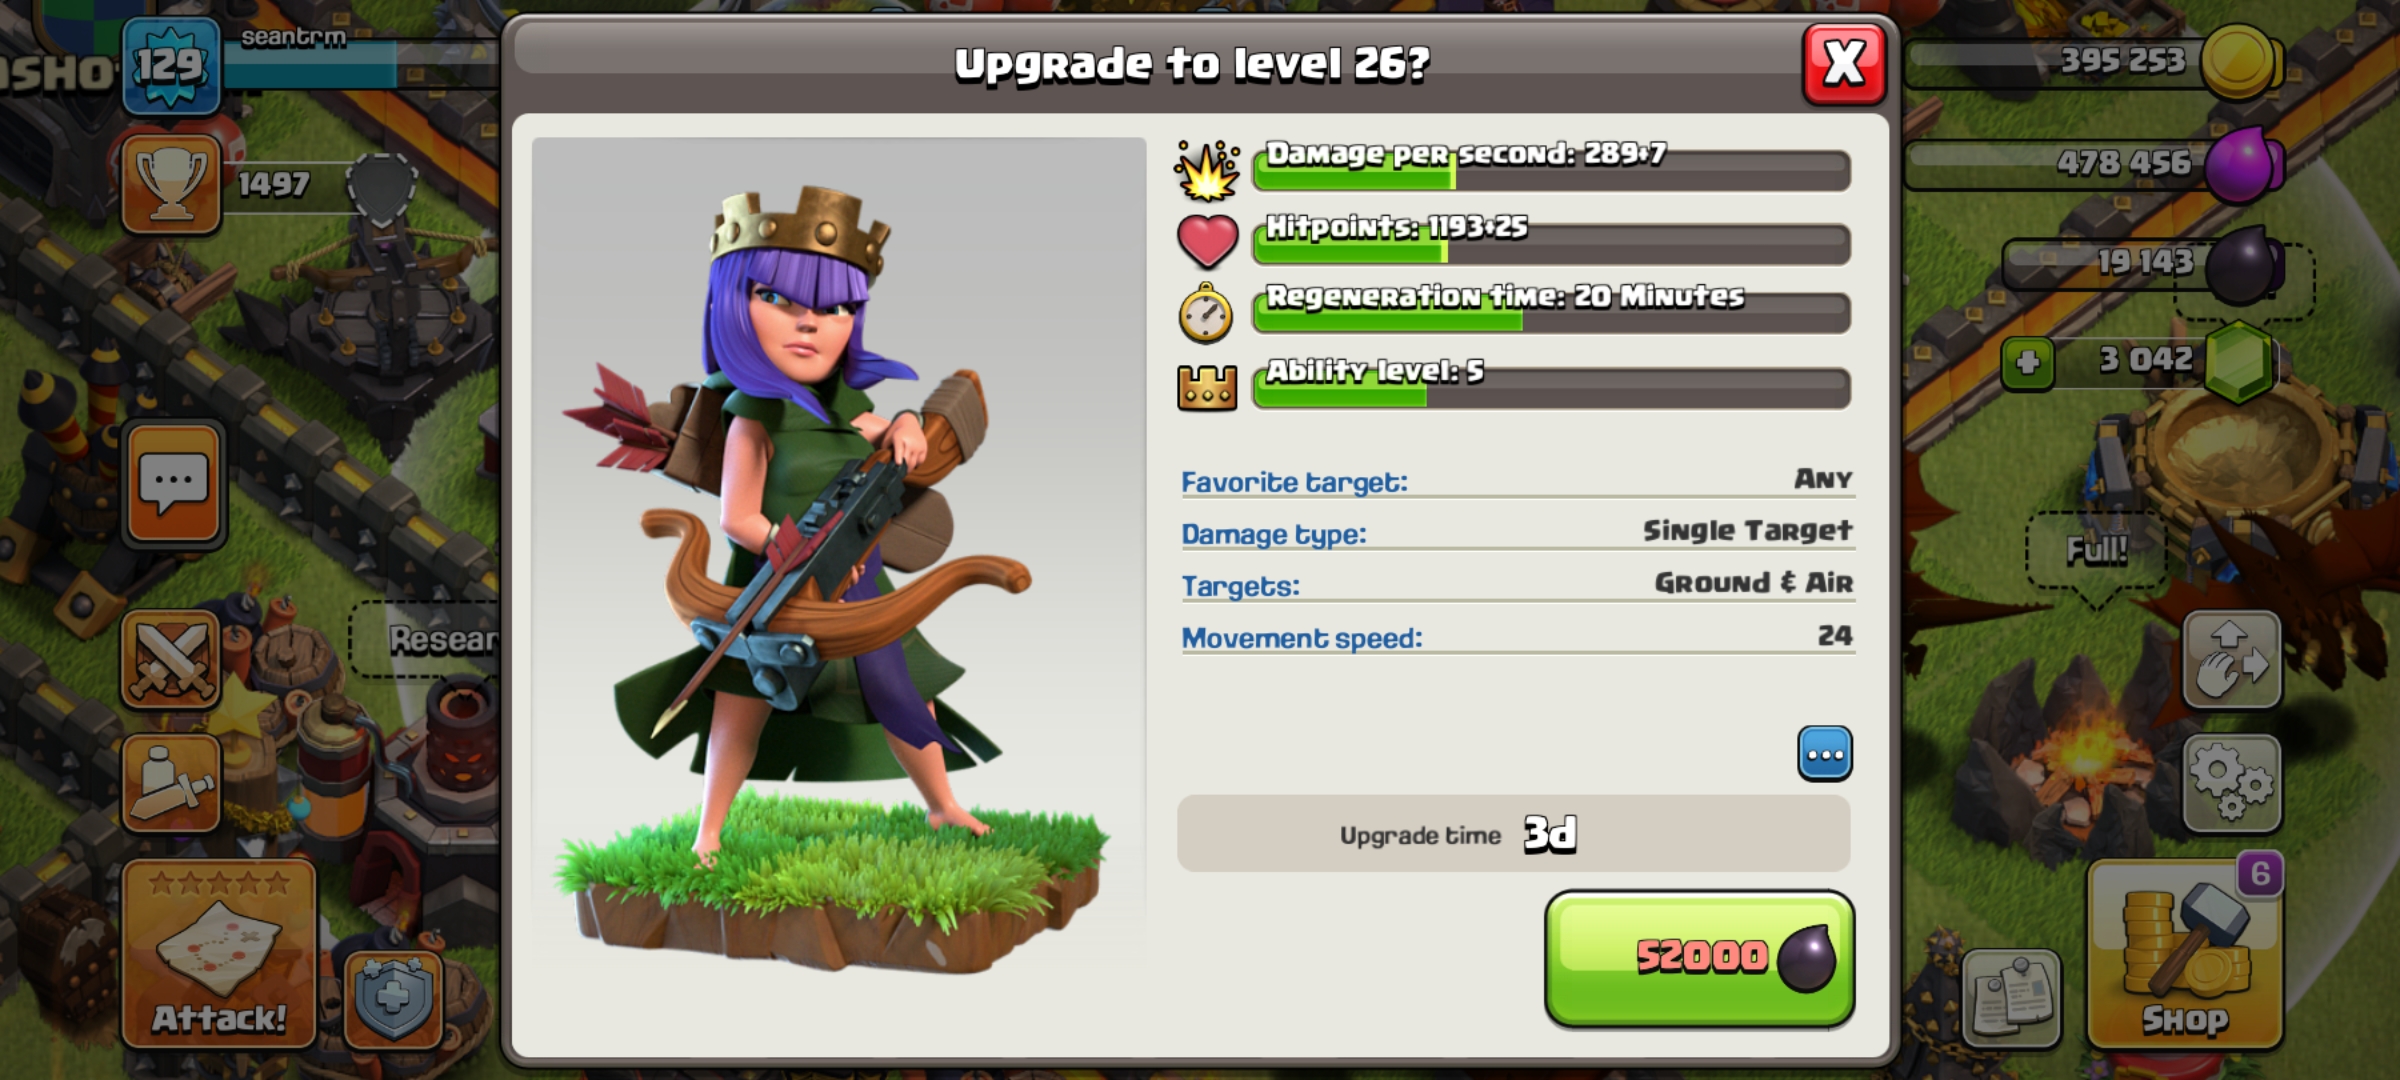 Upgrade to level 26?
X
129
seantrm
1497
395 253
478 456
19 143
3 042
Damage per second: 289+7
Hitpoints: 1193+25
Regeneration time: 20 Minutes
Ability level: 5
Favorite target: Any
Damage type: Single Target
Targets: Ground & Air
Movement speed: 24
Full!
Upgrade time 3d
52000
Attack!
6
Shop